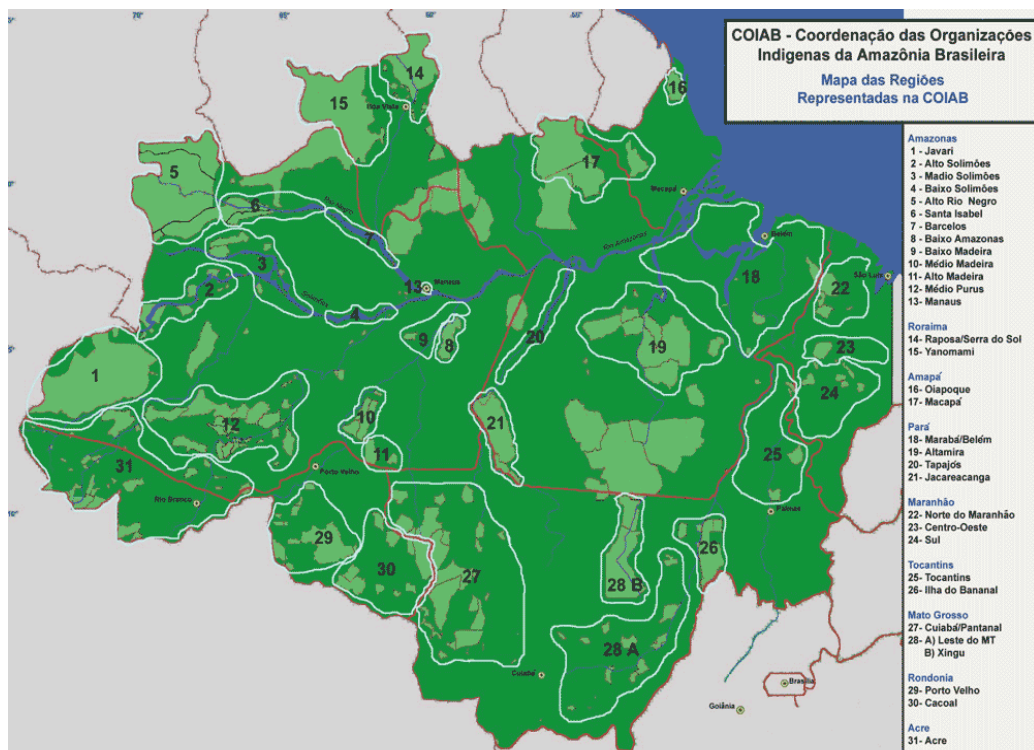 COIAB - Coordenação das Organizações
Indigenas da Amazônia Brasileira
Mapa das Regiões
Representadas na COIAB
Amazonas
1 - Javari
2 - Alto Solimões
3 - Madio Solimões
4 - Baixo Solimões
5 - Alto Rio Negro
6 - Santa Isabel
7 - Barcelos
8 - Baixo Amazonas
9 - Baixo Madeira
10- Médio Madeira
11- Alto Madeira
12- Médio Purus
13- Manaus
Roraima
14- Raposa/Serra do Sol
15- Yanomami
Amapá
16- Oiapoque
17- Macapá
Pará
18- Marabá/Belém
19- Altamira
20- Tapajós
21- Jacareacanga
Maranhão
22- Norte do Maranhão
23- Centro-Oeste
24- Sul
Tocantins
25- Tocantins
26- Ilha do Bananal
Mato Grosso
27- Cuiabá/Pantanal
28- A) Leste do MT
B) Xingu
Rondonia
29- Porto Velho
30- Cacoal
Acre
31- Acre
14
Boa Vista
15
16
17
5
Macapá
6
Rio Negro
7
Belém
Rio Amazonas
3
18
São Luis
2
13
Manaus
22
Solimões
4
20
9
8
19
23
1
24
10
21
12
11
25
31
Porto Velho
Rio Branco
Palmas
29
26
30
27
28 B
28 A
Cuiabá
Brasília
Goiânia